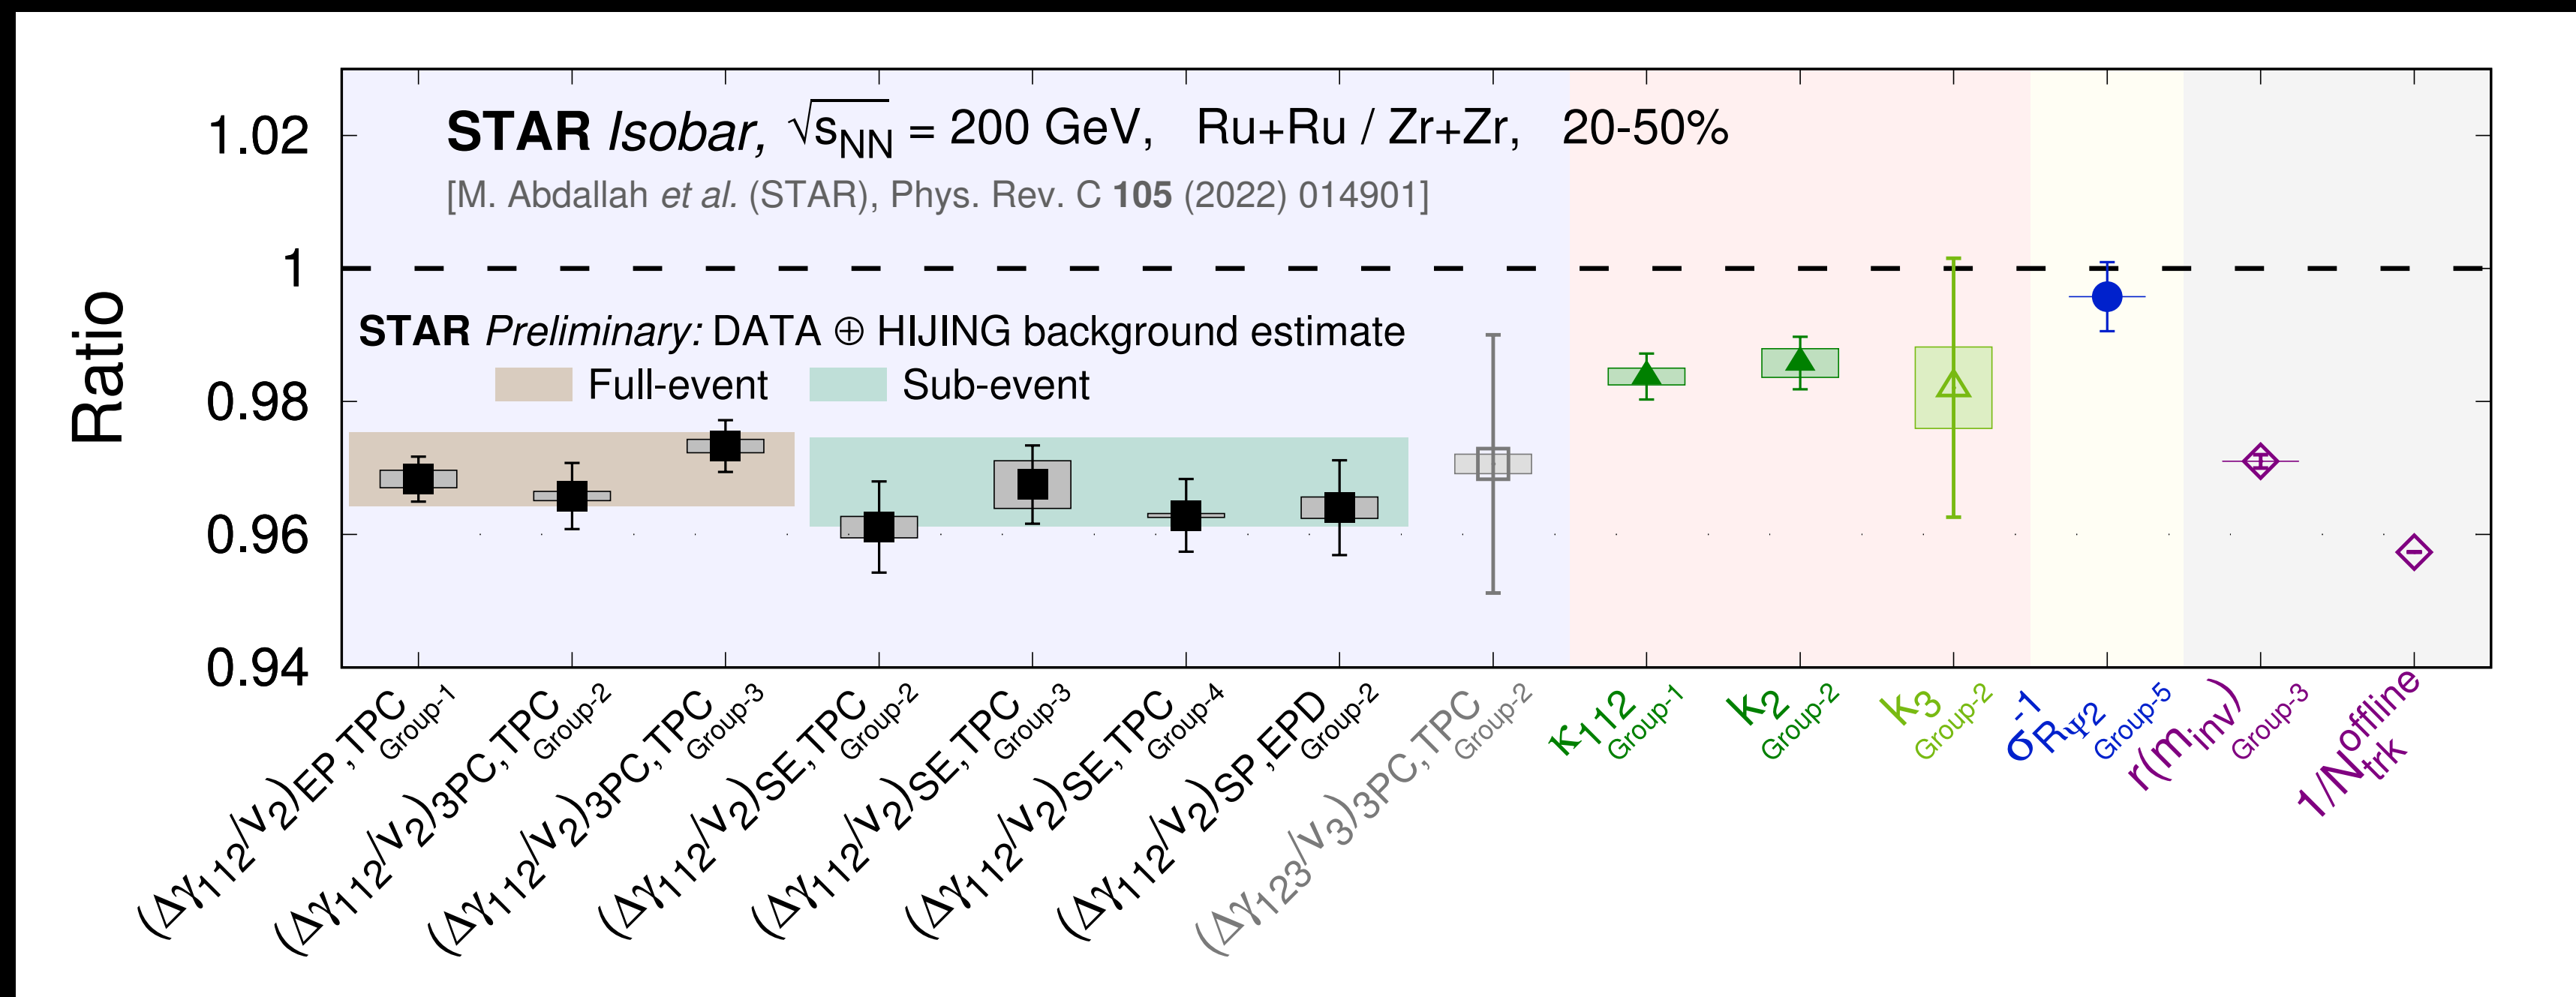 STAR Isobar, √sNN = 200 GeV, Ru+Ru / Zr+Zr, 20-50%
[M. Abdallah et al. (STAR), Phys. Rev. C 105 (2022) 014901]
STAR Preliminary: DATA ⊕ HIJING background estimate
Full-event
Sub-event
Ratio
1.02
1
0.98
0.96
0.94
(Δγ112/v2)EP,TPC
Group-1
(Δγ112/v2)3PC,TPC
Group-2
(Δγ112/v2)3PC,TPC
Group-3
(Δγ112/v2)SE,TPC
Group-2
(Δγ112/v2)SE,TPC
Group-3
(Δγ112/v2)SE,TPC
Group-4
(Δγ112/v2)SP,EPD
Group-2
(Δγ123/v3)3PC,TPC
Group-2
κ112
Group-1
k2
Group-2
k3
Group-2
σ-1RΨ2
Group-5
r(minv)
Group-3
1/Nofflinetrk